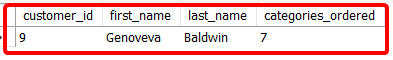 customer_id first_name last_name categories_ordered
9 Genoveva Baldwin 7